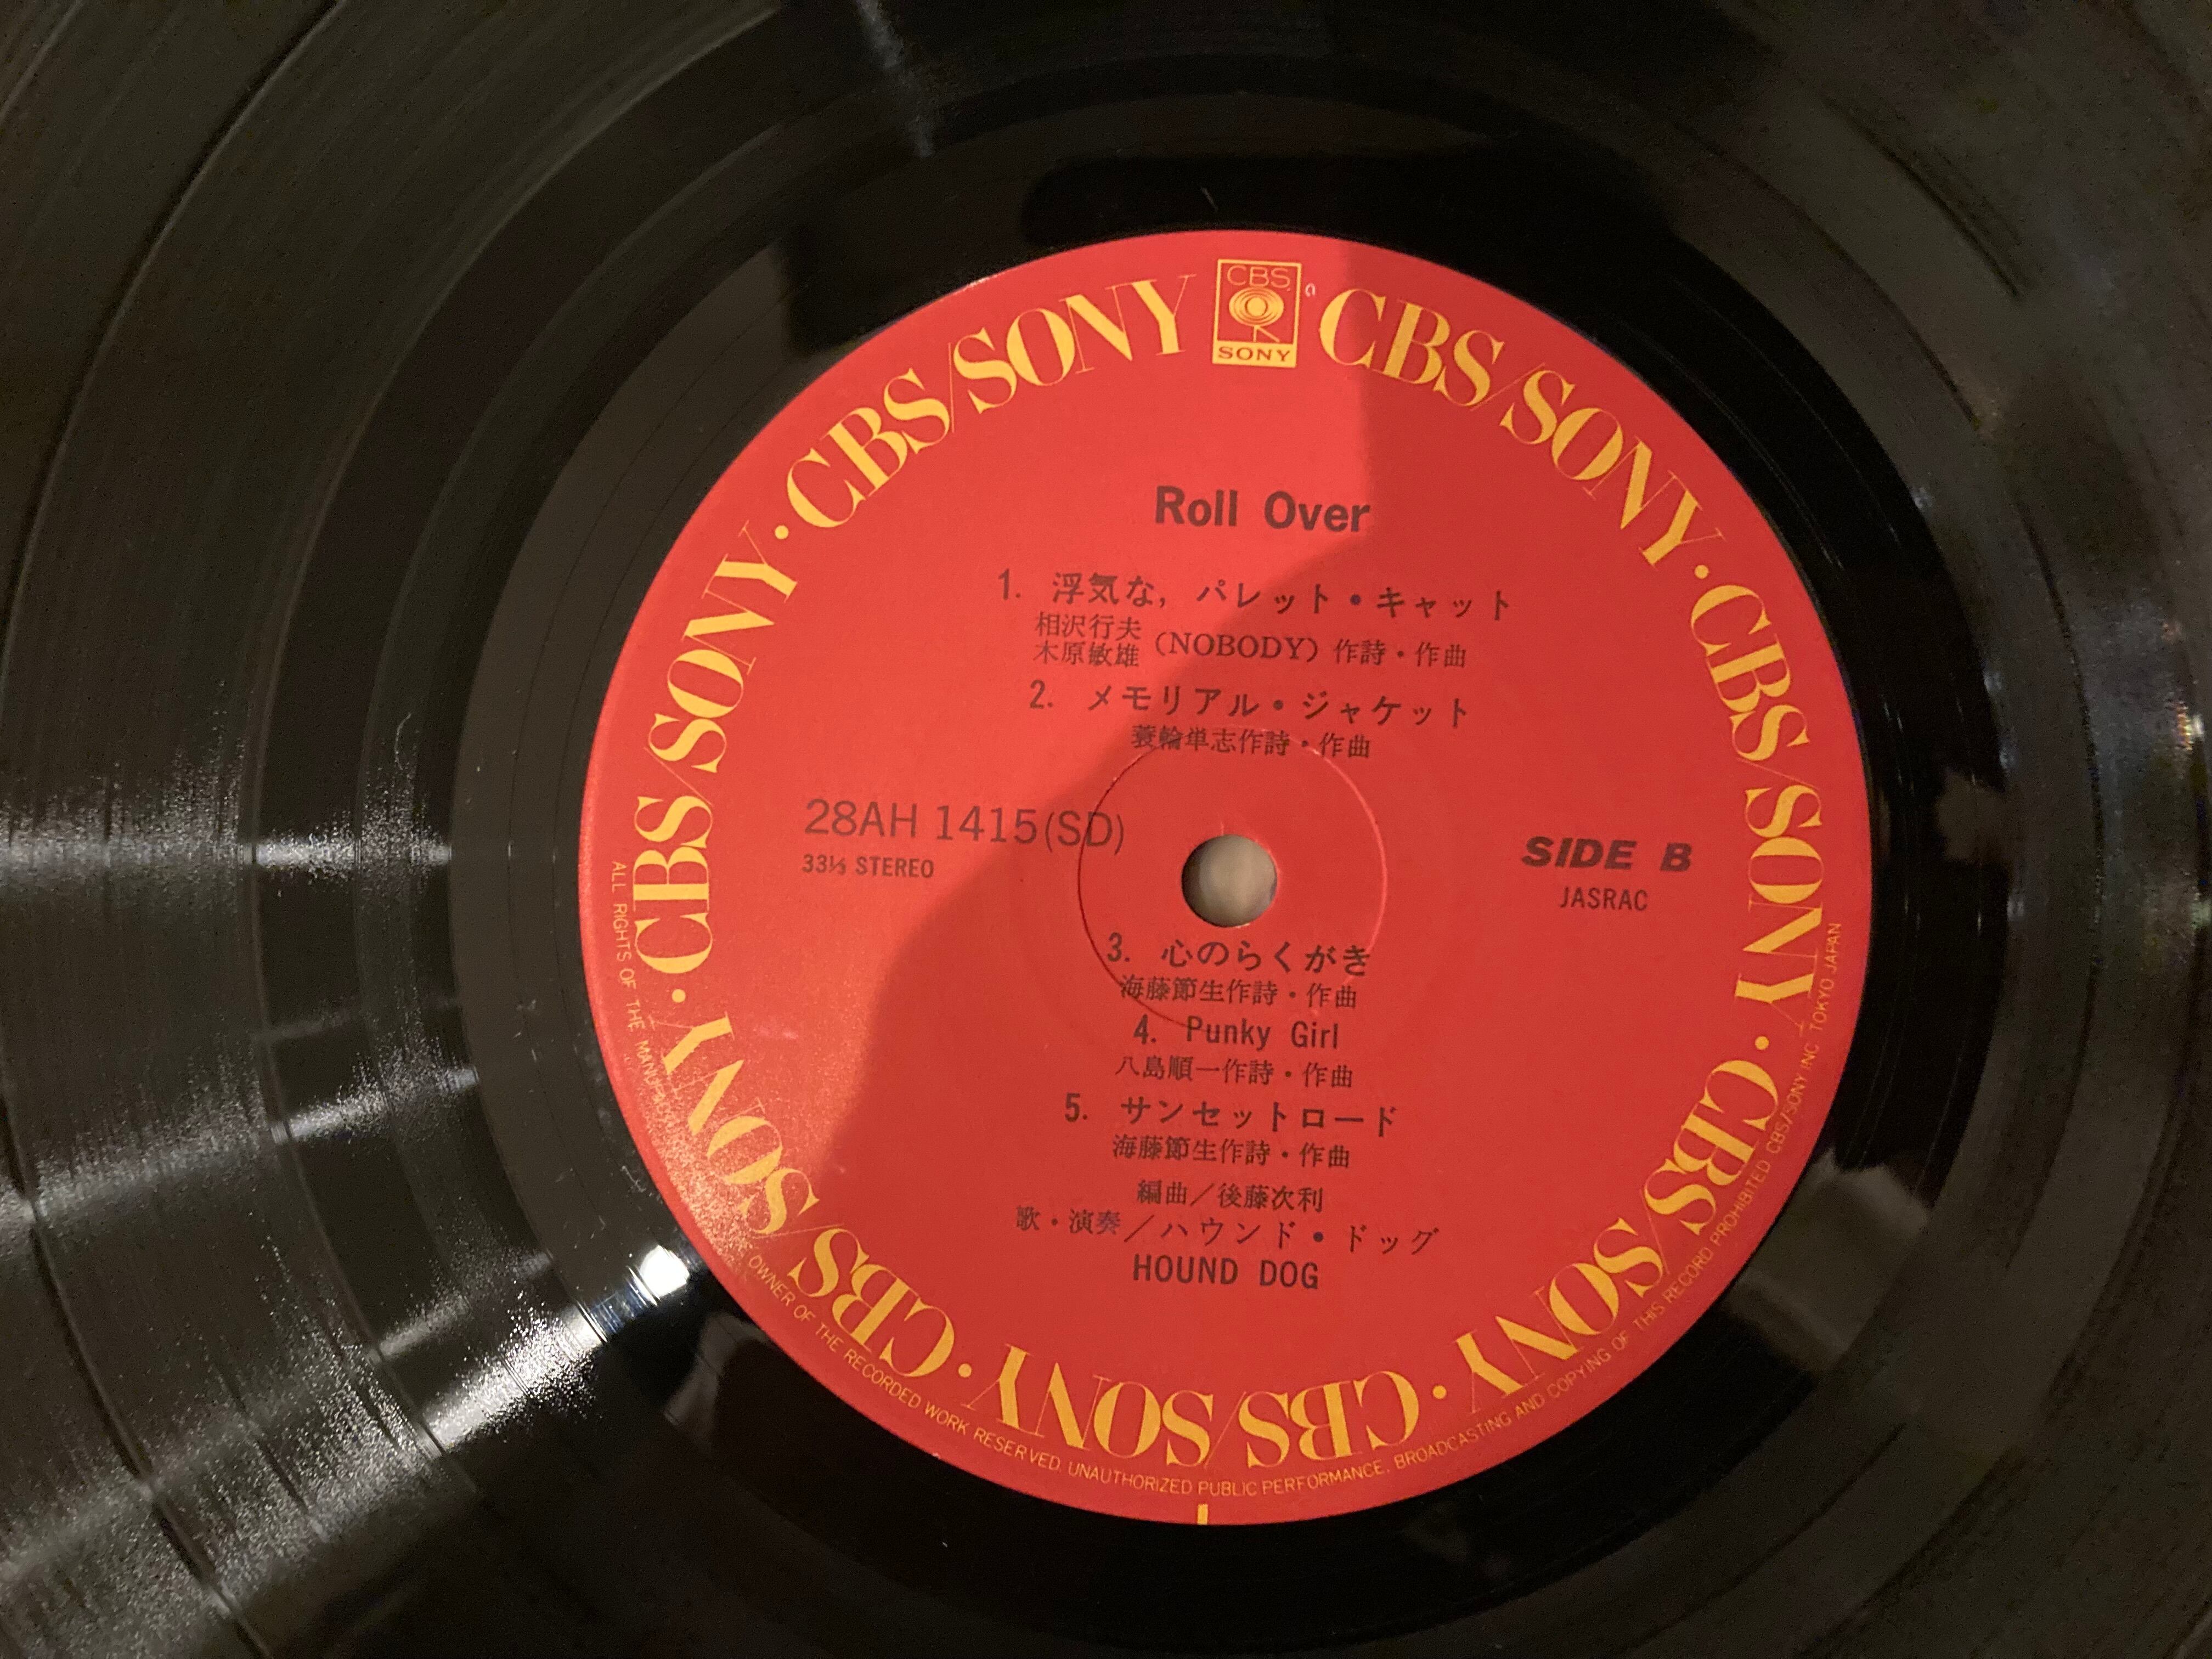 CBS
SONY
CBS/SONY · CBS/SONY · CBS/SONY · CBS/SONY · CBS/SONY · CBS/SONY · CBS/SONY · CBS/SONY
Roll Over
1. 浮気な, パレット・キャット
相沢行夫
木原敏雄 (NOBODY) 作詩・作曲
2. メモリアル・ジャケット
蓑輪単志作詩・作曲
28AH 1415(SD)
33⅓ STEREO
SIDE B
JASRAC
3. 心のらくがき
海藤節生作詩・作曲
4. Punky Girl
八島順一作詩・作曲
5. サンセットロード
海藤節生作詩・作曲
編曲／後藤次利
歌・演奏／ハウンド・ドッグ
HOUND DOG
ALL RIGHTS OF THE MANUF OWNER OF THE RECORDED WORK RESERVED. UNAUTHORIZED PUBLIC PERFORMANCE. BROADCASTING AND COPYING OF THIS RECORD PROHIBITED CBS/SONY INC. TOKYO JAPAN